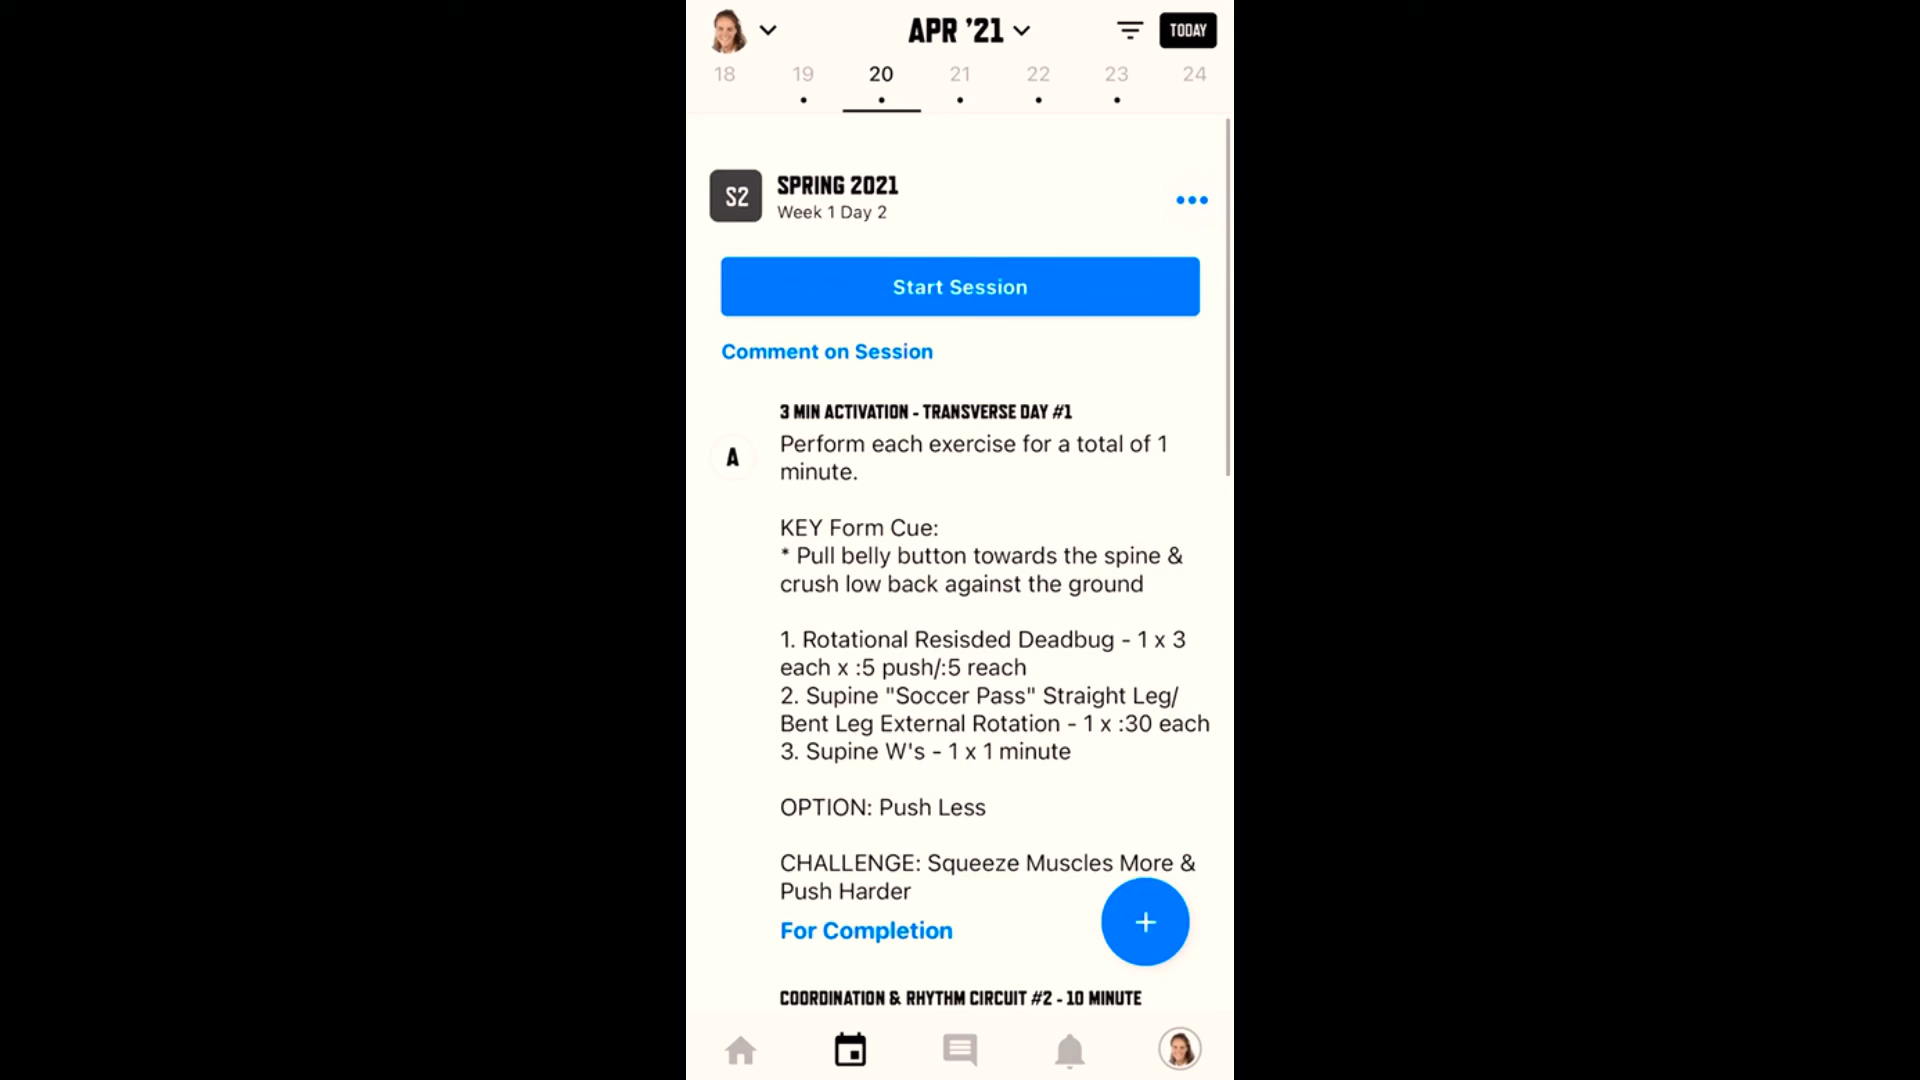 APR '21
TODAY
18 19 20 21 22 23 24
S2
SPRING 2021
Week 1 Day 2
Start Session
Comment on Session
3 MIN ACTIVATION - TRANSVERSE DAY #1
A
Perform each exercise for a total of 1
minute.
KEY Form Cue:
* Pull belly button towards the spine &
crush low back against the ground
1. Rotational Resisded Deadbug - 1 x 3
each x :5 push/:5 reach
2. Supine "Soccer Pass" Straight Leg/
Bent Leg External Rotation - 1 x :30 each
3. Supine W's - 1 x 1 minute
OPTION: Push Less
CHALLENGE: Squeeze Muscles More &
Push Harder
For Completion
+
COORDINATION & RHYTHM CIRCUIT #2 - 10 MINUTE